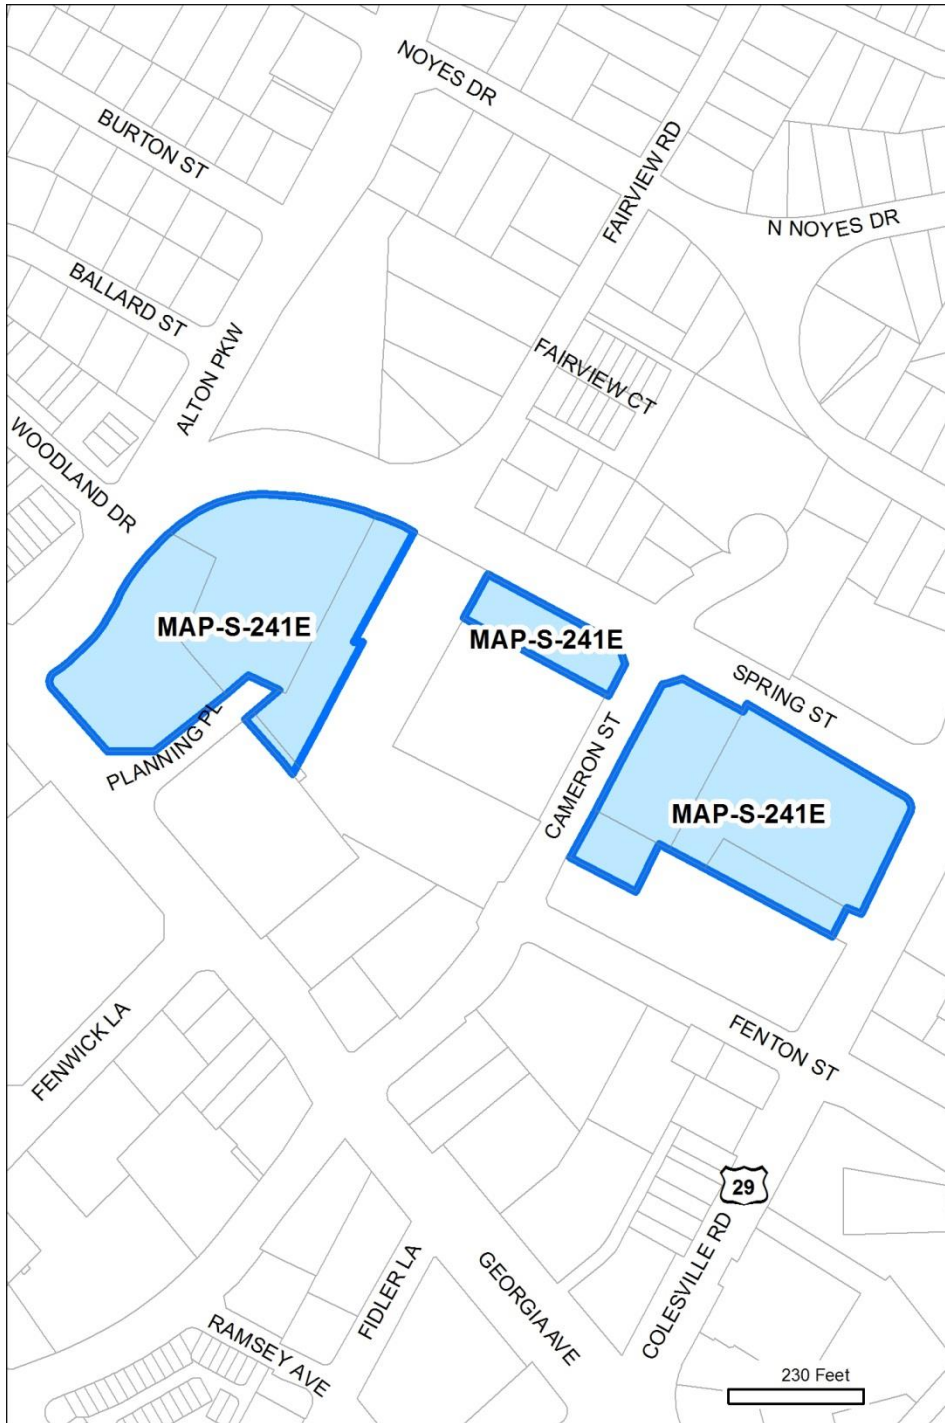 NOYES DR
BURTON ST
FAIRVIEW RD
N NOYES DR
BALLARD ST
ALTON PKW
FAIRVIEW CT
WOODLAND DR
MAP-S-241E
MAP-S-241E
SPRING ST
PLANNING PL
CAMERON ST
MAP-S-241E
FENWICK LA
FENTON ST
29
FIDLER LA
GEORGIA AVE
COLESVILLE RD
RAMSEY AVE
230 Feet